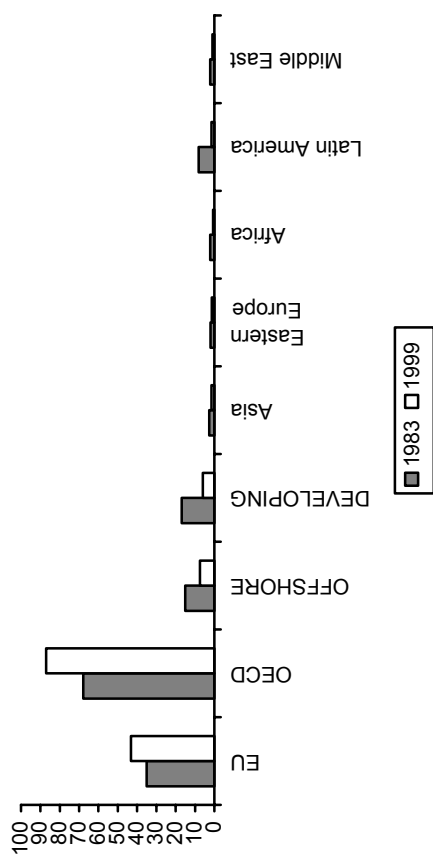 100
90
80
70
60
50
40
30
20
10
0
EU
OECD
OFFSHORE
DEVELOPING
Asia
Eastern
Europe
Africa
Latin America
Middle East
1983 1999